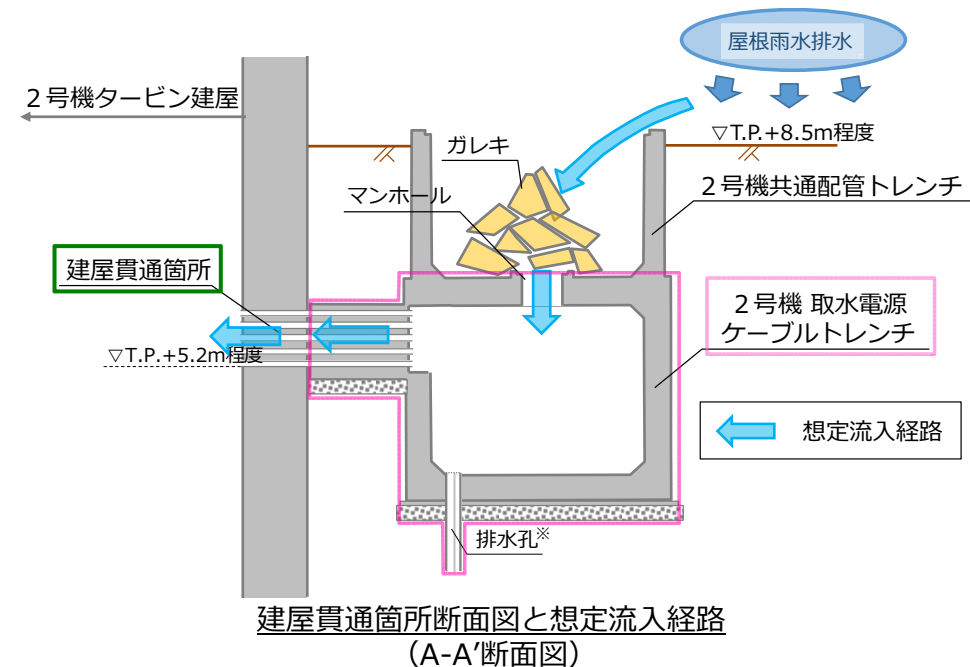 屋根雨水排水
2号機タービン建屋
▽T.P.+8.5m程度
ガレキ
マンホール
2号機共通配管トレンチ
建屋貫通箇所
2号機 取水電源
ケーブルトレンチ
▽T.P.+5.2m程度
想定流入経路
排水孔※
建屋貫通箇所断面図と想定流入経路
（A-A’断面図）